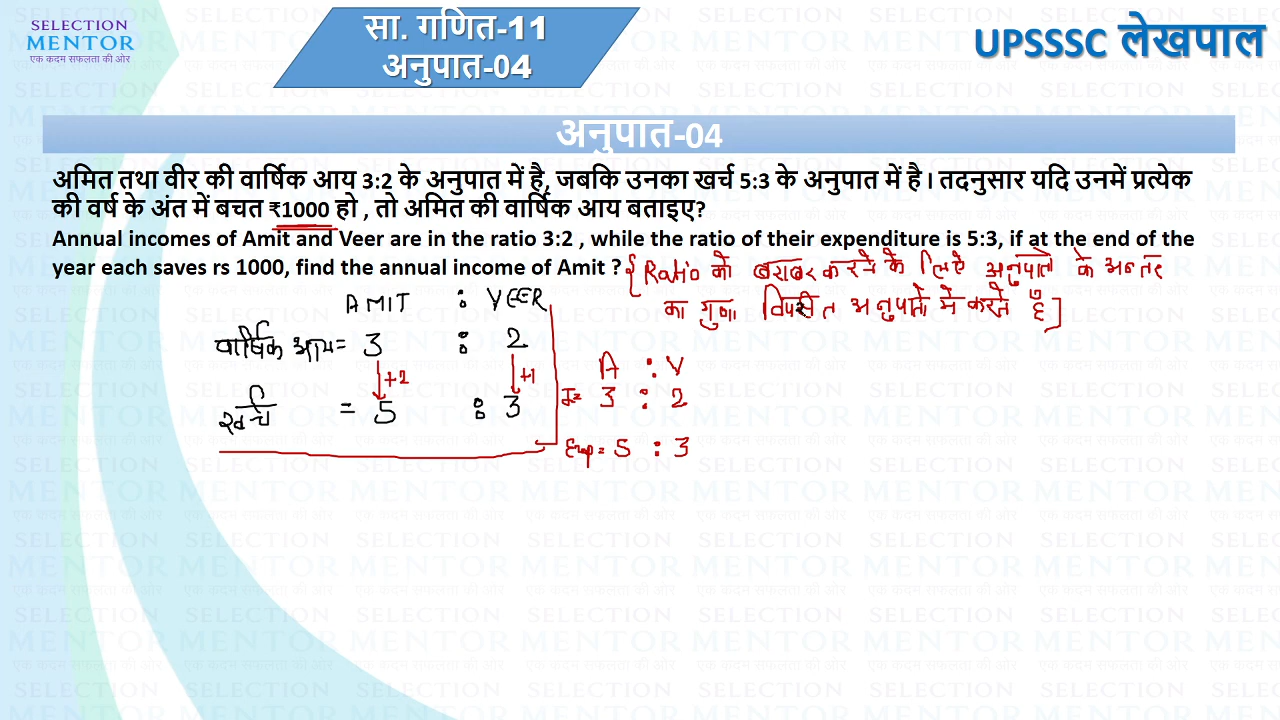 SELECTION
MENTOR
एक कदम सफलता की ओर
सा. गणित-11
अनुपात-04
UPSSSC लेखपाल
अनुपात-04
अमित तथा वीर की वार्षिक आय 3:2 के अनुपात में है, जबकि उनका खर्च 5:3 के अनुपात में है। तदनुसार यदि उनमें प्रत्येक
की वर्ष के अंत में बचत ₹1000 हो , तो अमित की वार्षिक आय बताइए?
Annual incomes of Amit and Veer are in the ratio 3:2 , while the ratio of their expenditure is 5:3, if at the end of the
year each saves rs 1000, find the annual income of Amit ?
{Ratio को बराबर करने के लिए अनुपातो के अन्तर
का गुणा विपरीत अनुपातो में करते है]
AMIT : VEER
वार्षिक आय = 3 : 2
+2 +1
खर्च = 5 : 3
A : V
I= 3 : 2
Exp = 5 : 3